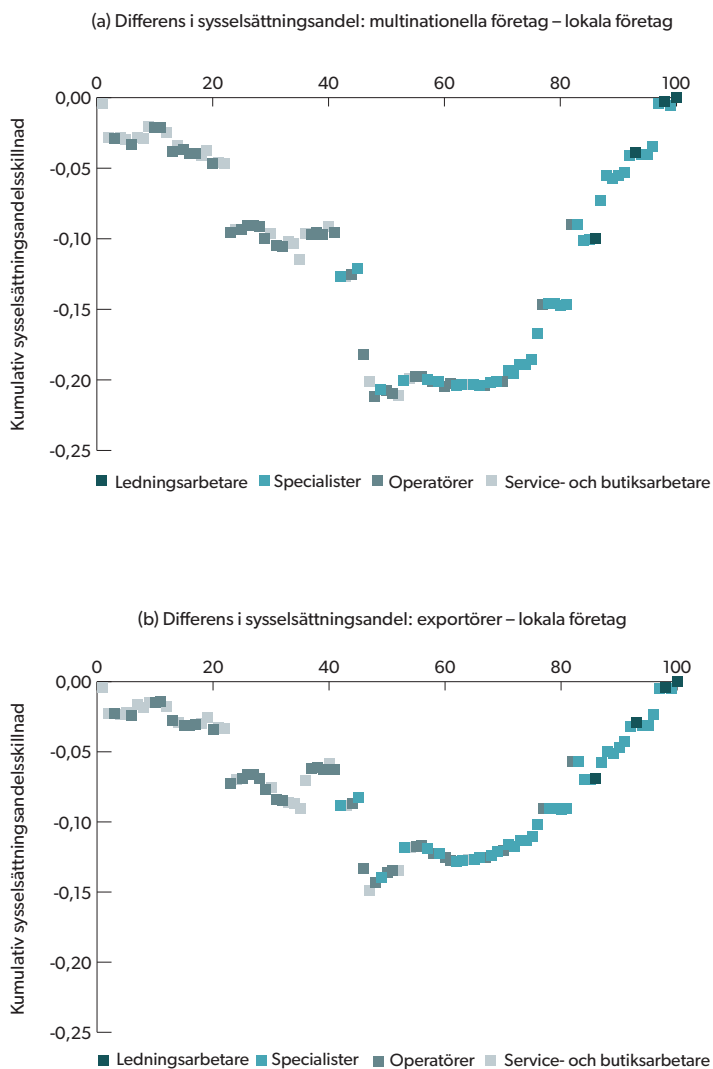 (a) Differens i sysselsättningsandel: multinationella företag – lokala företag
0 20 40 60 80 100
0,00
-0,05
-0,10
-0,15
-0,20
-0,25
Kumulativ sysselsättningsandelsskillnad
Ledningsarbetare Specialister Operatörer Service- och butiksarbetare
(b) Differens i sysselsättningsandel: exportörer – lokala företag
0 20 40 60 80 100
0,00
-0,05
-0,10
-0,15
-0,20
-0,25
Kumulativ sysselsättningsandelsskillnad
Ledningsarbetare Specialister Operatörer Service- och butiksarbetare